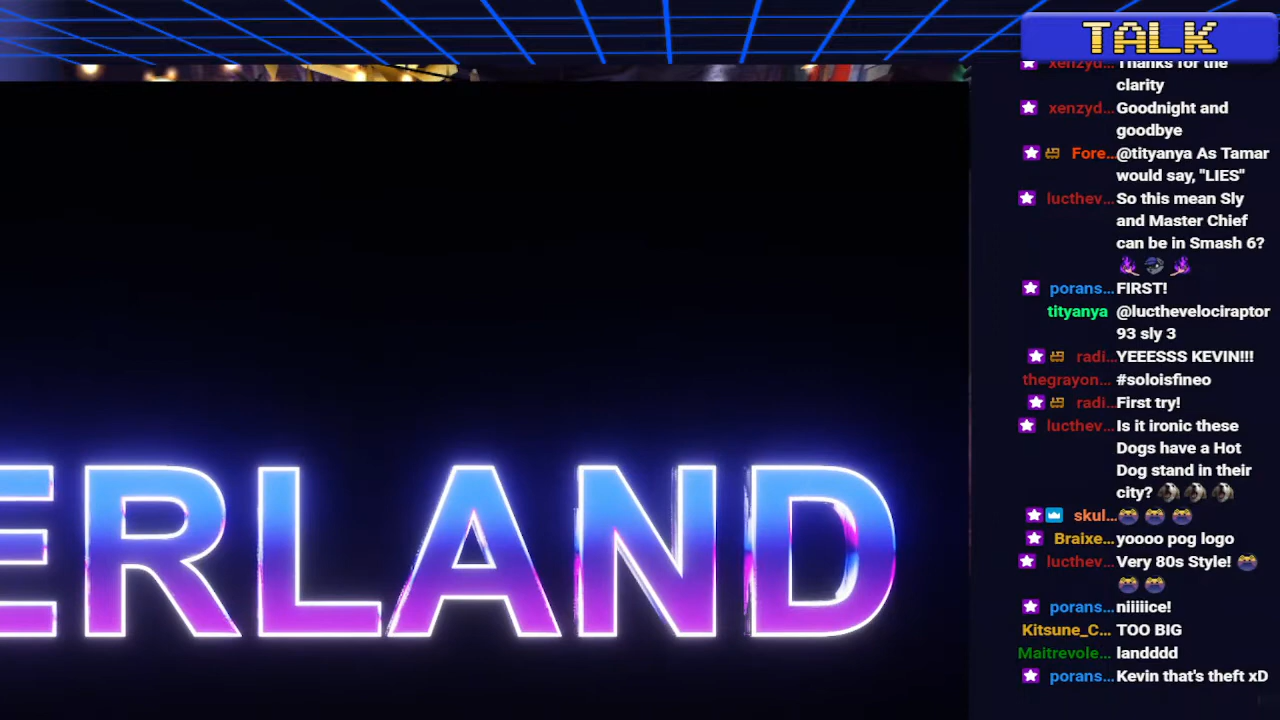 TALK
xenzyd... Thanks for the
clarity
xenzyd... Goodnight and
goodbye
Fore... @tityanya As Tamar
would say, "LIES"
lucthev... So this mean Sly
and Master Chief
can be in Smash 6?
porans... FIRST!
tityanya @lucthevelociraptor
93 sly 3
radi... YEEESSS KEVIN!!!
thegrayon... #soloisfineo
radi... First try!
lucthev... Is it ironic these
Dogs have a Hot
Dog stand in their
city?
skul...
Braixe... yoooo pog logo
lucthev... Very 80s Style!
porans... niiiiice!
Kitsune_C... TOO BIG
Maitrevole... landddd
porans... Kevin that's theft xD
ERLAND